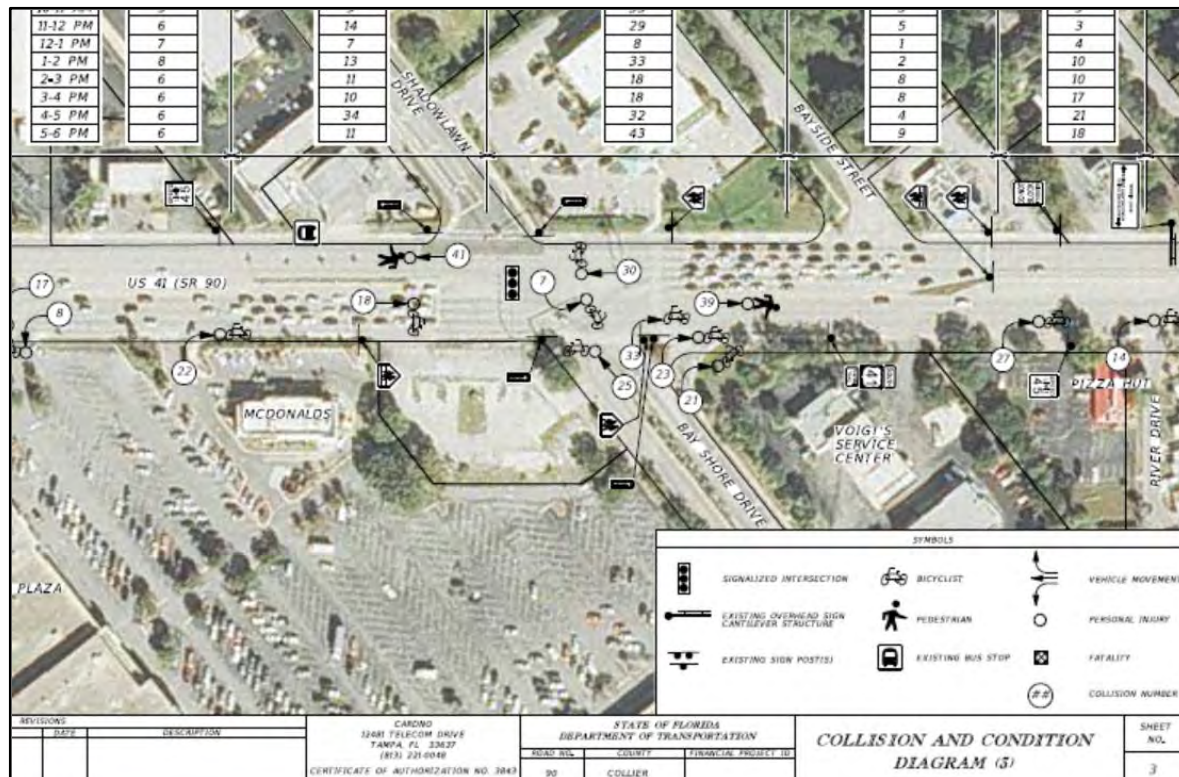 11-12 PM 6 14 29 5 3
12-1 PM 7 7 8 1 4
1-2 PM 8 13 33 2 10
2-3 PM 6 11 18 8 10
3-4 PM 6 10 18 8 17
4-5 PM 6 34 32 4 21
5-6 PM 6 11 43 9 18
SHADOWLAWN
DRIVE
BAYSIDE
STREET
41
30
17
US 41 (SR 90)
18
7
39
8
22
33
23
25
21
27
14
MCDONALDS
PIZZA HUT
VOIGT'S
SERVICE
CENTER
BAY SHORE DRIVE
RIVER DRIVE
PLAZA
SYMBOLS
SIGNALIZED INTERSECTION
BICYCLIST
VEHICLE MOVEMENT
EXISTING OVERHEAD SIGN
CANTILEVER STRUCTURE
PEDESTRIAN
PERSONAL INJURY
EXISTING SIGN POST(S)
EXISTING BUS STOP
FATALITY
##
COLLISION NUMBER
REVISIONS
DATE DESCRIPTION
CARDNO
TAMPA, FL 33637
(813) 221-0048
CERTIFICATE OF AUTHORIZATION NO. 3843
STATE OF FLORIDA
DEPARTMENT OF TRANSPORTATION
ROAD NO. COUNTY FINANCIAL PROJECT ID
90 COLLIER
COLLISION AND CONDITION
DIAGRAM (3)
SHEET
NO.
3